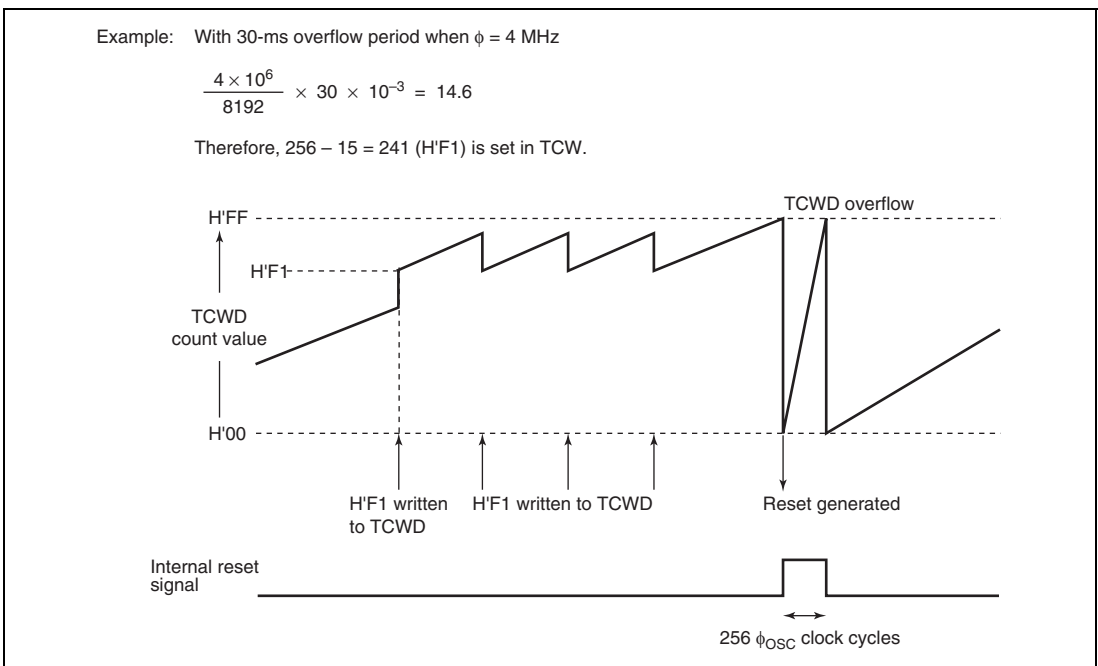 Example: With 30-ms overflow period when ϕ = 4 MHz
4 × 10⁶
8192
× 30 × 10⁻³ = 14.6
Therefore, 256 – 15 = 241 (H'F1) is set in TCW.
TCWD overflow
H'FF
H'F1
TCWD
count value
H'00
H'F1 written
to TCWD
H'F1 written to TCWD
Reset generated
Internal reset
signal
256 ϕOSC clock cycles